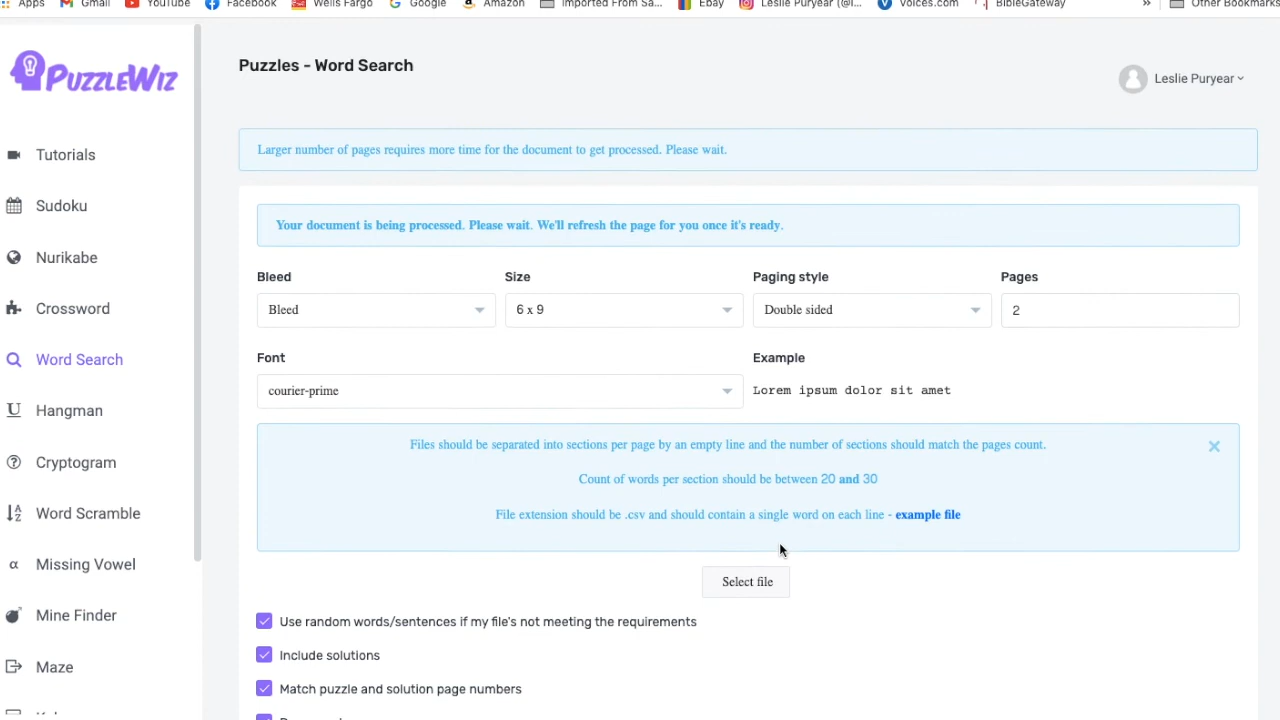 Apps Gmail YouTube Facebook Wells Fargo Google Amazon Imported From Sa... Ebay Leslie Puryear (@l... Voices.com BibleGateway » Other Bookmarks
PUZZLEWIZ
Puzzles - Word Search
Leslie Puryear
Larger number of pages requires more time for the document to get processed. Please wait.
Tutorials
Sudoku
Nurikabe
Crossword
Word Search
Hangman
Cryptogram
Word Scramble
Missing Vowel
Mine Finder
Maze
Your document is being processed. Please wait. We'll refresh the page for you once it's ready.
Bleed Size Paging style Pages
Bleed 6 x 9 Double sided 2
Font Example
courier-prime Lorem ipsum dolor sit amet
Files should be separated into sections per page by an empty line and the number of sections should match the pages count.
Count of words per section should be between 20 and 30
File extension should be .csv and should contain a single word on each line - example file
Select file
Use random words/sentences if my file's not meeting the requirements
Include solutions
Match puzzle and solution page numbers